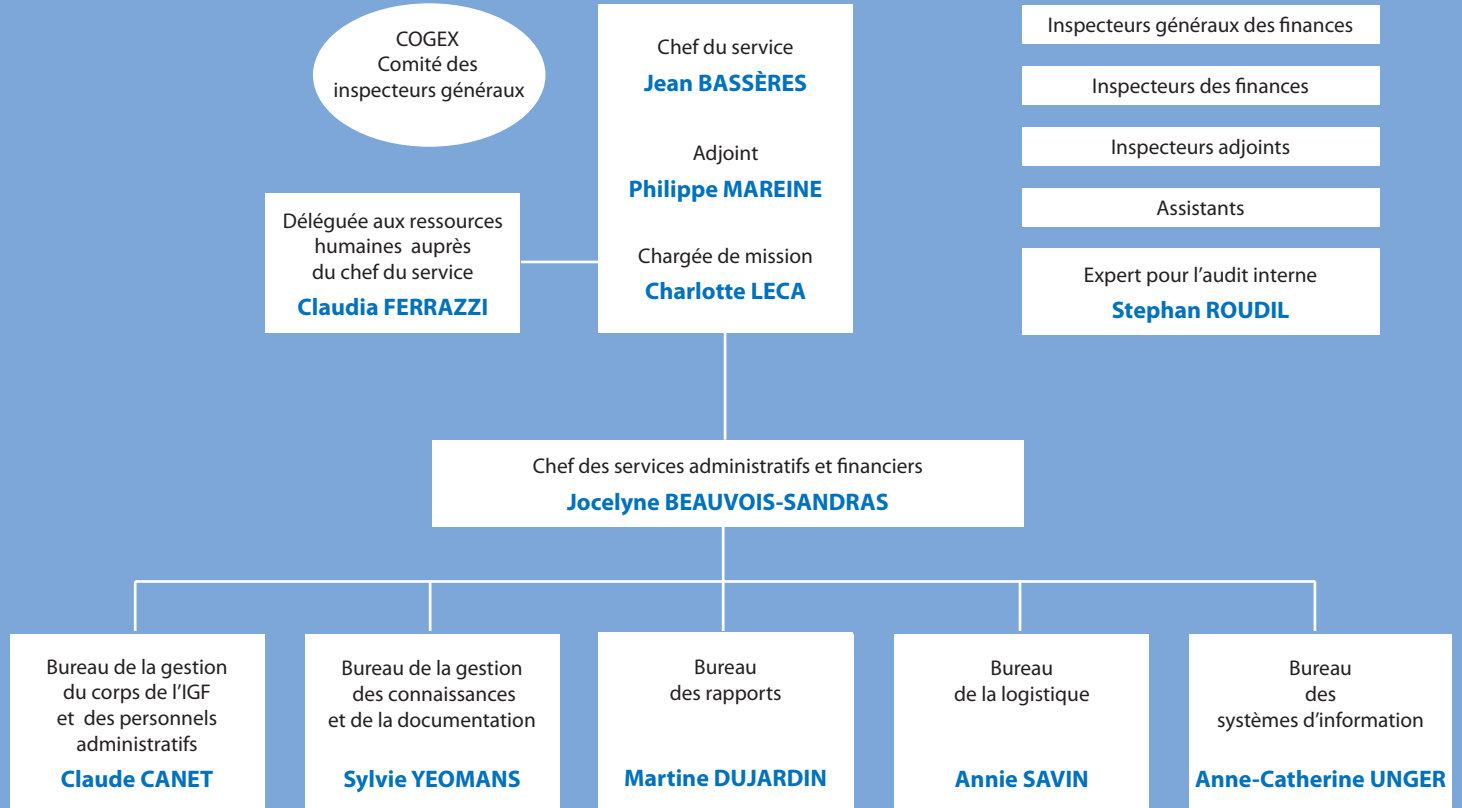 COGEX
Comité des
inspecteurs généraux
Chef du service
Jean BASSÈRES
Adjoint
Philippe MAREINE
Chargée de mission
Charlotte LECA
Déléguée aux ressources
humaines auprès
du chef du service
Claudia FERRAZZI
Inspecteurs généraux des finances
Inspecteurs des finances
Inspecteurs adjoints
Assistants
Expert pour l'audit interne
Stephan ROUDIL
Chef des services administratifs et financiers
Jocelyne BEAUVOIS-SANDRAS
Bureau de la gestion
du corps de l'IGF
et des personnels
administratifs
Claude CANET
Bureau de la gestion
des connaissances
et de la documentation
Sylvie YEOMANS
Bureau
des rapports
Martine DUJARDIN
Bureau
de la logistique
Annie SAVIN
Bureau
des
systèmes d'information
Anne-Catherine UNGER